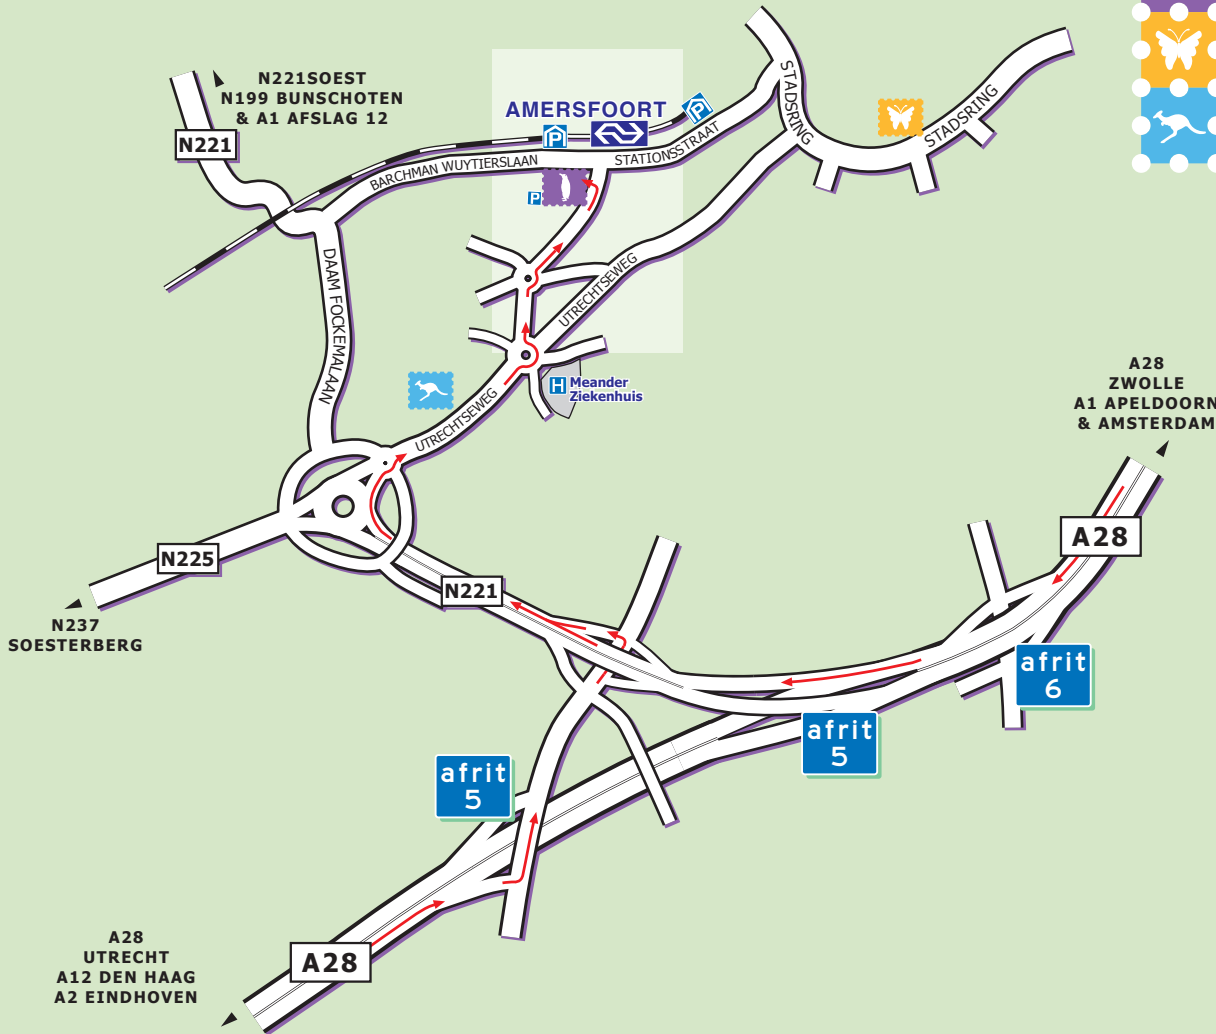 N221SOEST
N199 BUNSCHOTEN
& A1 AFSLAG 12
N221
AMERSFOORT
P
P
BARCHMAN WUYTIERSLAAN
STATIONSSTRAAT
STADSRING
STADSRING
P
DAAM FOCKEMALAAN
UTRECHTSEWEG
H Meander
Ziekenhuis
UTRECHTSEWEG
A28
ZWOLLE
A1 APELDOORN
& AMSTERDAM
A28
N225
N221
N237
SOESTERBERG
afrit
6
afrit
5
afrit
5
A28
UTRECHT
A12 DEN HAAG
A2 EINDHOVEN
A28